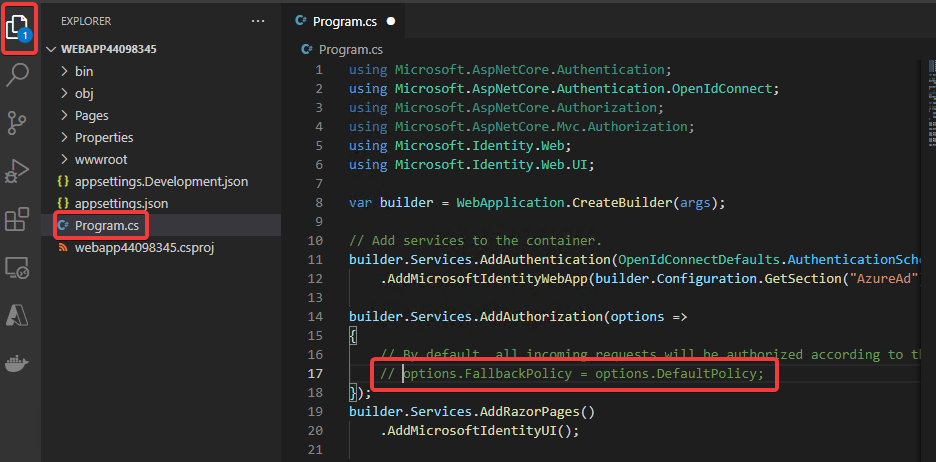 EXPLORER ...
1
WEBAPP44098345
bin
obj
Pages
Properties
wwwroot
{} appsettings.Development.json
{} appsettings.json
C# Program.cs
webapp44098345.csproj
C# Program.cs
C# Program.cs
1 using Microsoft.AspNetCore.Authentication;
2 using Microsoft.AspNetCore.Authentication.OpenIdConnect;
3 using Microsoft.AspNetCore.Authorization;
4 using Microsoft.AspNetCore.Mvc.Authorization;
5 using Microsoft.Identity.Web;
6 using Microsoft.Identity.Web.UI;
7
8 var builder = WebApplication.CreateBuilder(args);
9
10 // Add services to the container.
11 builder.Services.AddAuthentication(OpenIdConnectDefaults.AuthenticationSche
12 .AddMicrosoftIdentityWebApp(builder.Configuration.GetSection("AzureAd"
13
14 builder.Services.AddAuthorization(options =>
15 {
16 // By default, all incoming requests will be authorized according to th
17 // options.FallbackPolicy = options.DefaultPolicy;
18 });
19 builder.Services.AddRazorPages()
20 .AddMicrosoftIdentityUI();
21